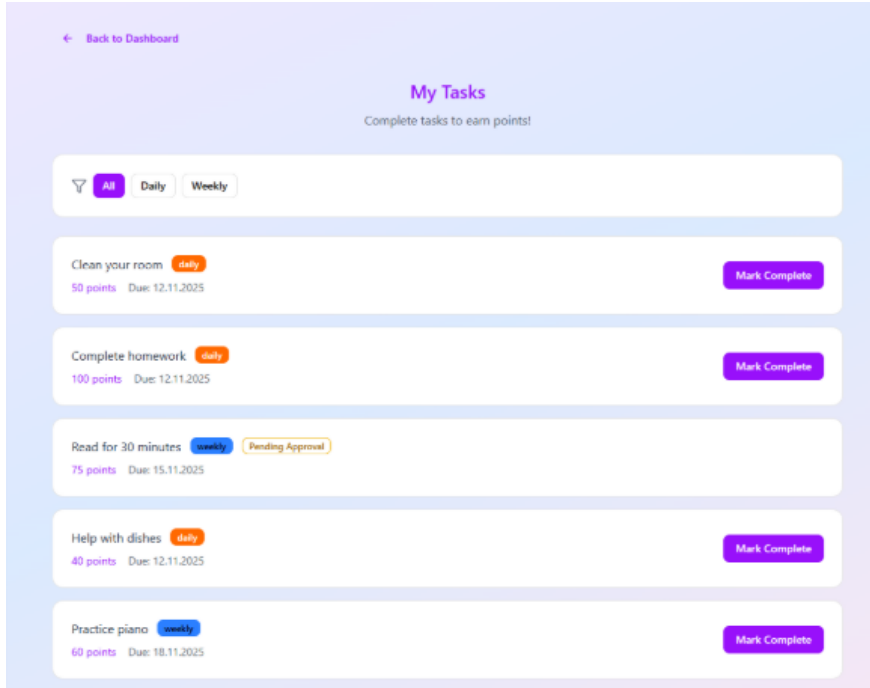 ← Back to Dashboard
My Tasks
Complete tasks to earn points!
All Daily Weekly
Clean your room daily
50 points Due: 12.11.2025
Mark Complete
Complete homework daily
100 points Due: 12.11.2025
Mark Complete
Read for 30 minutes weekly Pending Approval
75 points Due: 15.11.2025
Help with dishes daily
40 points Due: 12.11.2025
Mark Complete
Practice piano weekly
60 points Due: 18.11.2025
Mark Complete